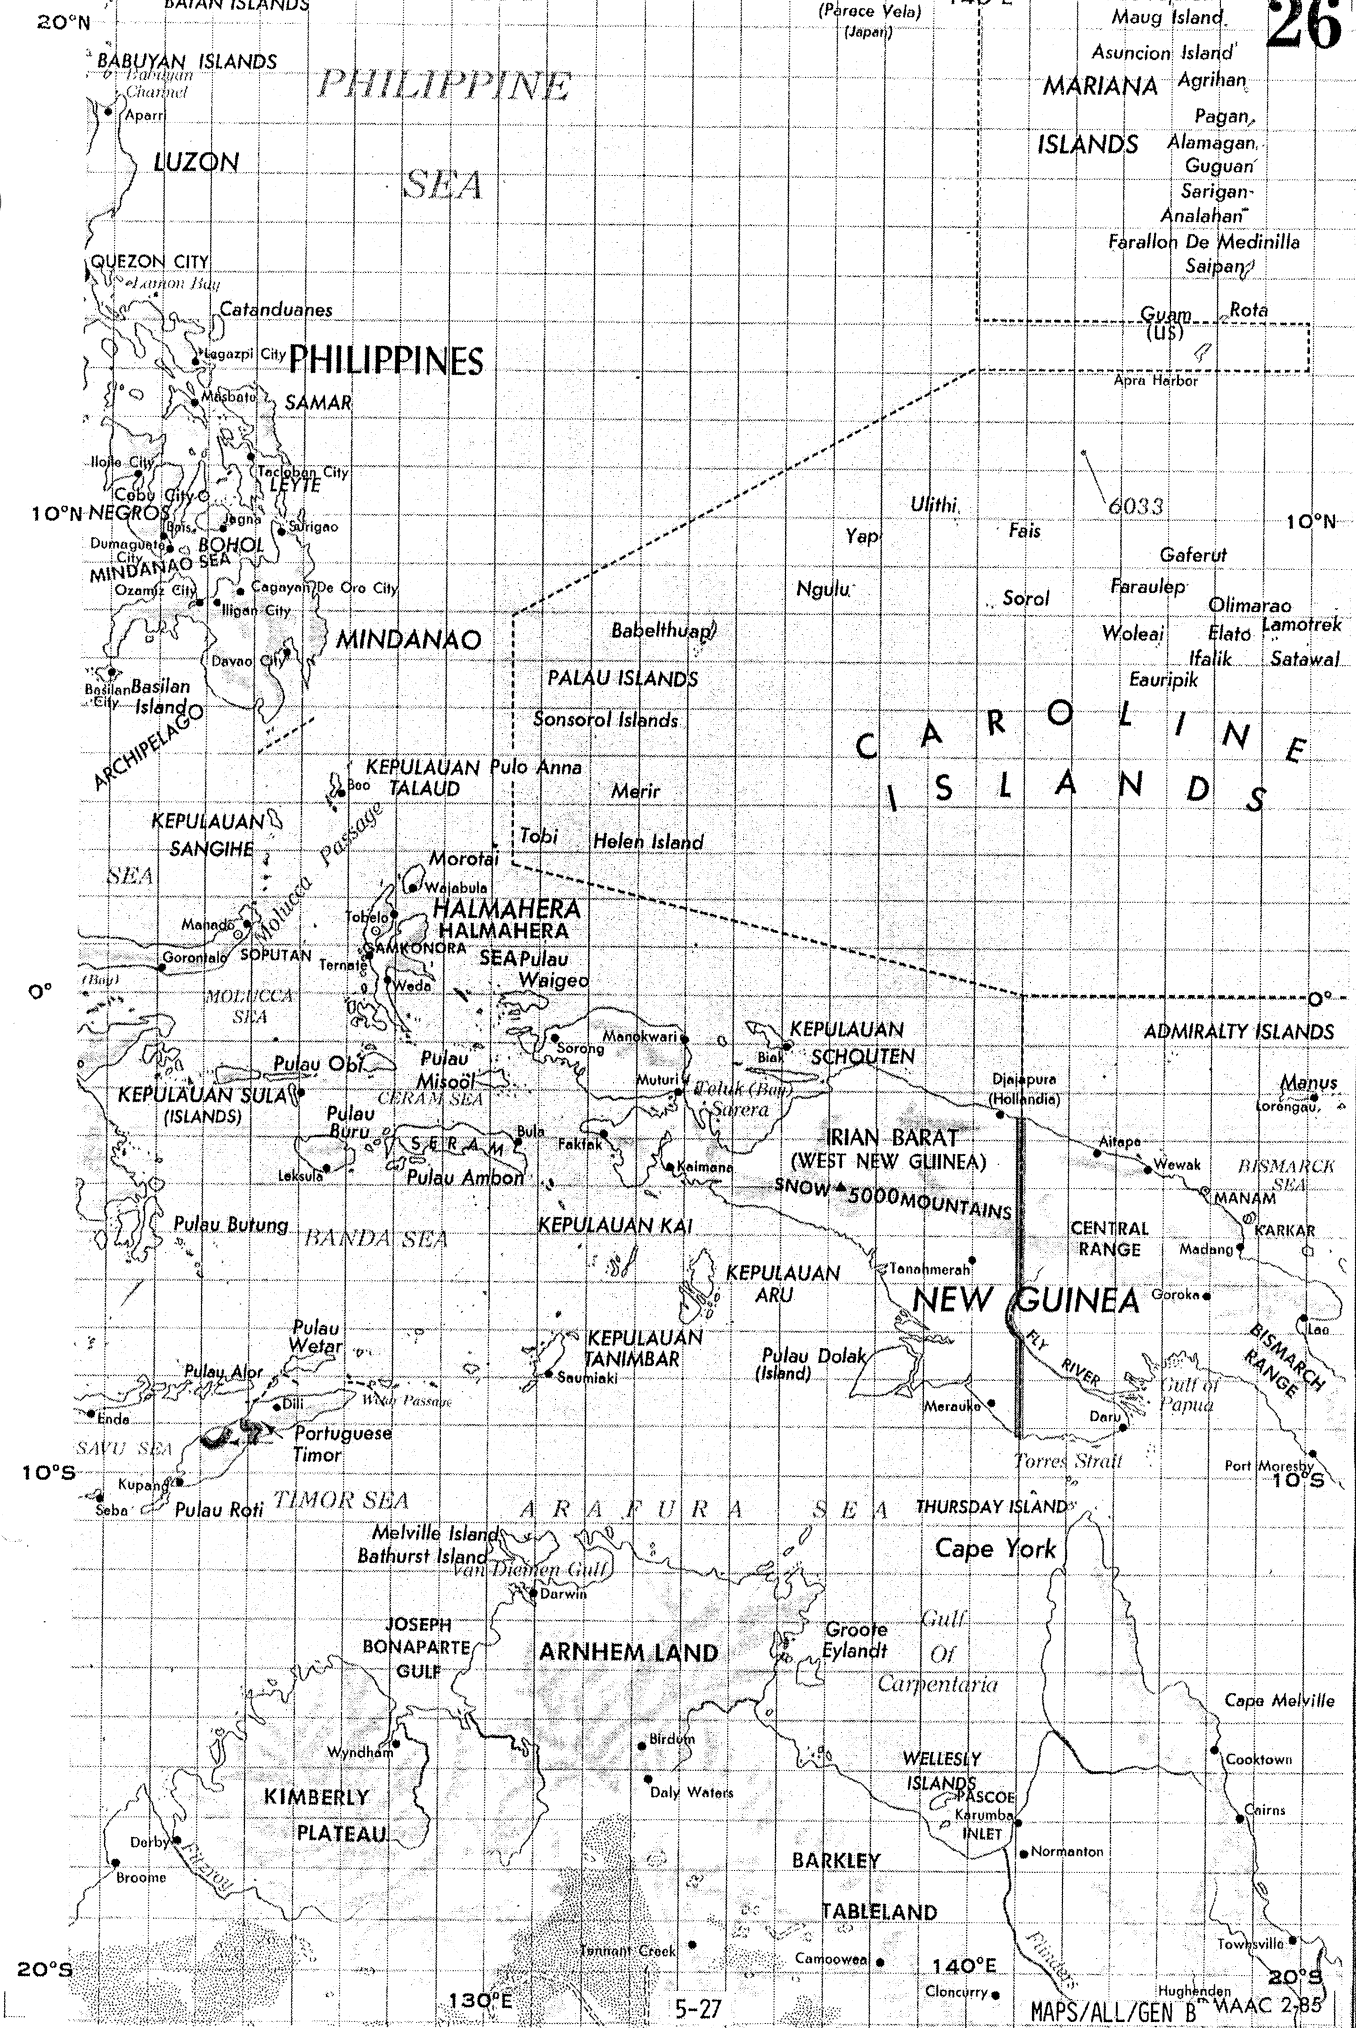 BATAN ISLANDS
20°N
(Parace Vela)
(Japan)
140°E
Maug Island
26
BABUYAN ISLANDS
Babuyan
Channel
Aparri
PHILIPPINE
SEA
Asuncion Island
MARIANA
ISLANDS
Agrihan
Pagan
Alamagan
Guguan
Sarigan
Analahan
Farallon De Medinilla
Saipan
Rota
Guam
(US)
Apra Harbor
LUZON
QUEZON CITY
Lamon Bay
Catanduanes
Legazpi City
PHILIPPINES
Masbate
SAMAR
Iloilo City
Tacloban City
LEYTE
Cebu City
10°N
NEGROS
Bais
Jagna
Surigao
Dumaguete
City
BOHOL
MINDANAO SEA
Ozamiz City
Cagayan De Oro City
Iligan City
MINDANAO
Davao City
Basilan
City
Basilan
Island
ARCHIPELAGO
6033
10°N
Ulithi
Yap
Fais
Gaferut
Ngulu
Sorol
Faraulep
Olimarao
Lamotrek
Woleai
Elato
Ifalik
Satawal
Eauripik
Babelthuap
PALAU ISLANDS
Sonsorol Islands
CAROLINE
ISLANDS
KEPULAUAN
TALAUD
Beo
Pulo Anna
Merir
Tobi
Helen Island
KEPULAUAN
SANGIHE
Molucca Passage
SEA
Morotai
Wajabula
HALMAHERA
HALMAHERA
SEA
Tobelo
Manado
SOPUTAN
GAMKONORA
Gorontalo
Ternate
Weda
Pulau
Waigeo
(Bay)
0°
MOLUCCA
SEA
0°
ADMIRALTY ISLANDS
Sorong
Manokwari
KEPULAUAN
SCHOUTEN
Biak
Pulau Obi
Pulau
Misoöl
Muturi
Teluk (Bay)
Sarera
CERAM SEA
KEPULAUAN SULA
(ISLANDS)
Djajapura
(Hollandia)
Manus
Lorengau
Pulau
Buru
SERAM
Bula
Fakfak
IRIAN BARAT
(WEST NEW GUINEA)
Aitape
Leksula
Pulau Ambon
Kaimana
Wewak
BISMARCK
SEA
SNOW 5000 MOUNTAINS
MANAM
KARKAR
Pulau Butung
BANDA SEA
KEPULAUAN KAI
CENTRAL
RANGE
Madang
Tanahmerah
KEPULAUAN
ARU
NEW GUINEA
Goroka
Lae
BISMARCH
RANGE
Pulau
Wetar
KEPULAUAN
TANIMBAR
Saumlaki
Pulau Dolak
(Island)
FLY RIVER
Pulau Alor
Wetar Passage
Gulf of
Papua
Ende
Dili
Merauke
Daru
SAVU SEA
Portuguese
Timor
Torres Strait
Port Moresby
10°S
Kupang
10°S
Seba
Pulau Roti
TIMOR SEA
ARAFURA SEA
THURSDAY ISLAND
Melville Island
Bathurst Island
Van Diemen Gulf
Darwin
Cape York
JOSEPH
BONAPARTE
GULF
ARNHEM LAND
Groote
Eylandt
Gulf
Of
Carpentaria
Cape Melville
Wyndham
Birdum
Daly Waters
WELLESLY
ISLANDS
PASCOE
Karumba
INLET
Cooktown
Cairns
KIMBERLY
PLATEAU
Derby
Fitzroy
Broome
Normanton
BARKLEY
TABLELAND
Tennant Creek
Camooweal
Flinders
Townsville
20°S
130°E
140°E
Cloncurry
20°S
Hughenden
5-27
MAPS/ALL/GEN B
MAAC 2-85